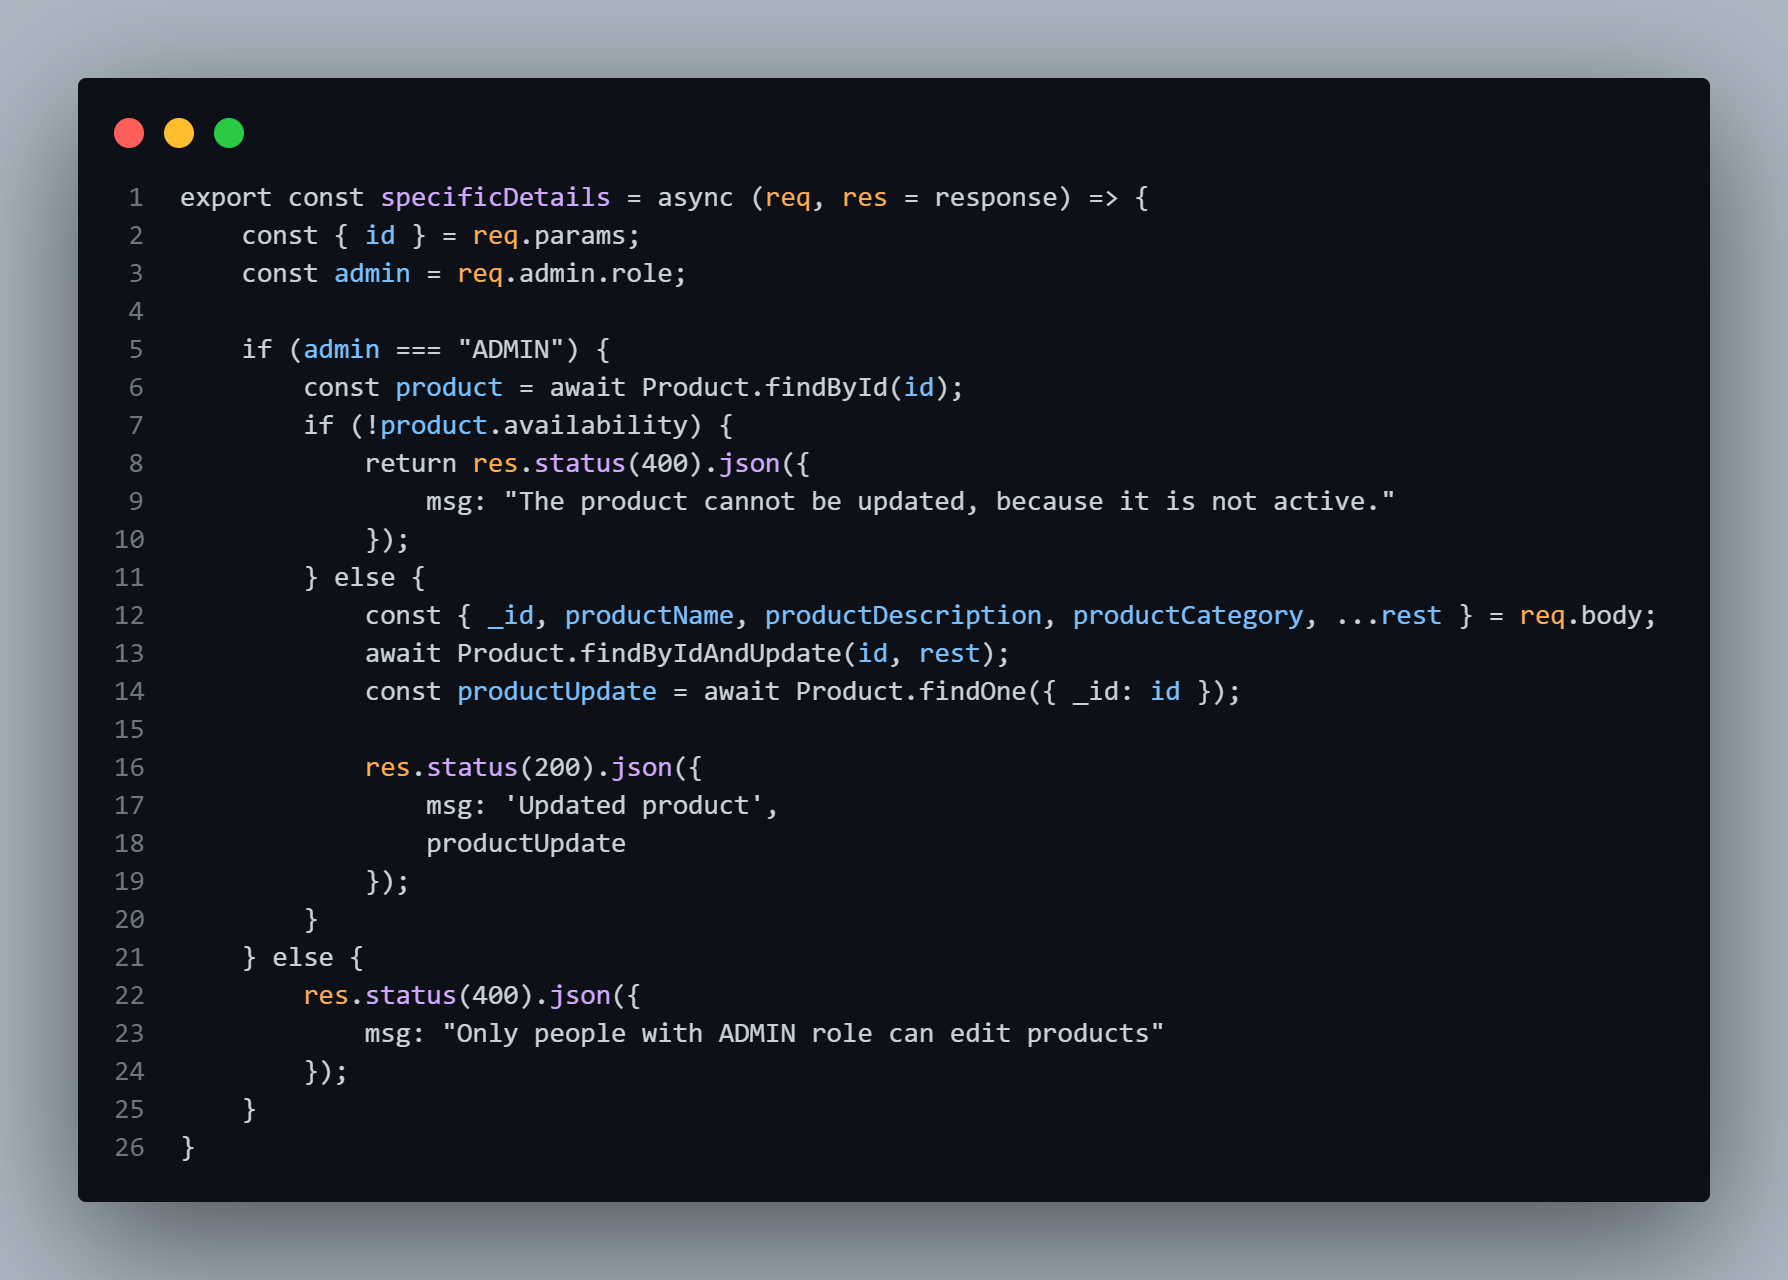 1 export const specificDetails = async (req, res = response) => {
2     const { id } = req.params;
3     const admin = req.admin.role;
4
5     if (admin === "ADMIN") {
6         const product = await Product.findById(id);
7         if (!product.availability) {
8             return res.status(400).json({
9                 msg: "The product cannot be updated, because it is not active."
10             });
11         } else {
12             const { _id, productName, productDescription, productCategory, ...rest } = req.body;
13             await Product.findByIdAndUpdate(id, rest);
14             const productUpdate = await Product.findOne({ _id: id });
15
16             res.status(200).json({
17                 msg: 'Updated product',
18                 productUpdate
19             });
20         }
21     } else {
22         res.status(400).json({
23             msg: "Only people with ADMIN role can edit products"
24         });
25     }
26 }